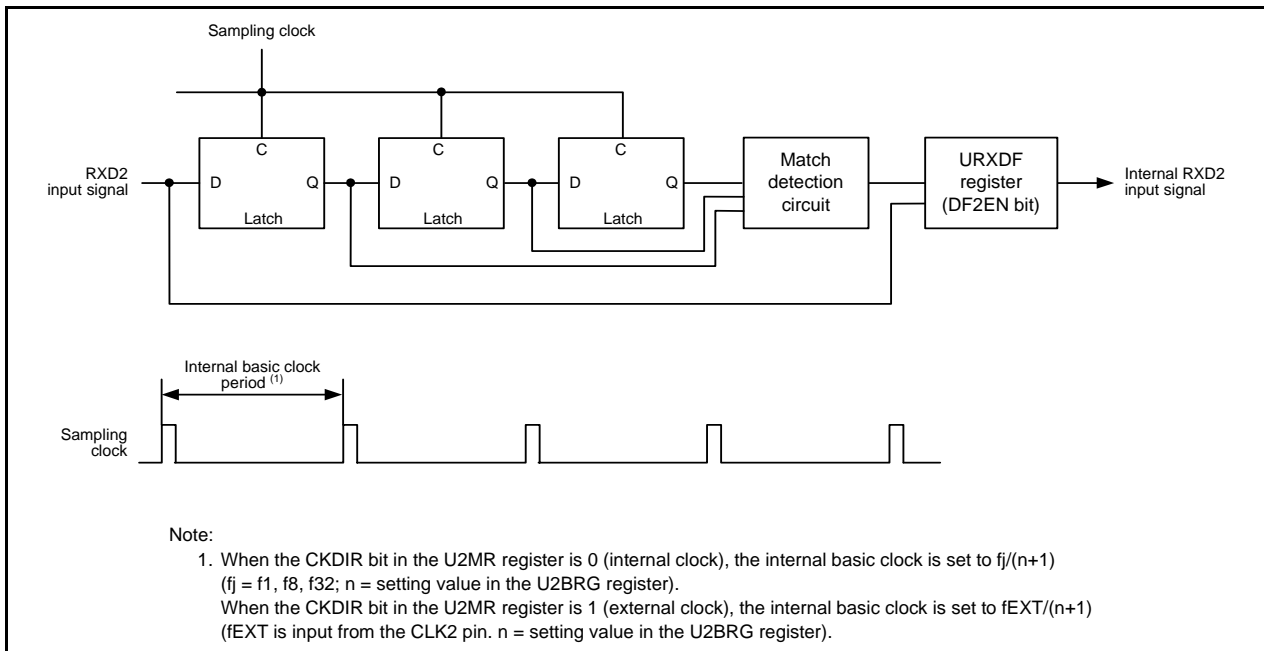 Sampling clock
RXD2
input signal
C
D
Q
Latch
C
D
Q
Latch
C
D
Q
Latch
Match
detection
circuit
URXDF
register
(DF2EN bit)
Internal RXD2
input signal
Internal basic clock
period (1)
Sampling
clock
Note:
1. When the CKDIR bit in the U2MR register is 0 (internal clock), the internal basic clock is set to fj/(n+1)
(fj = f1, f8, f32; n = setting value in the U2BRG register).
When the CKDIR bit in the U2MR register is 1 (external clock), the internal basic clock is set to fEXT/(n+1)
(fEXT is input from the CLK2 pin. n = setting value in the U2BRG register).